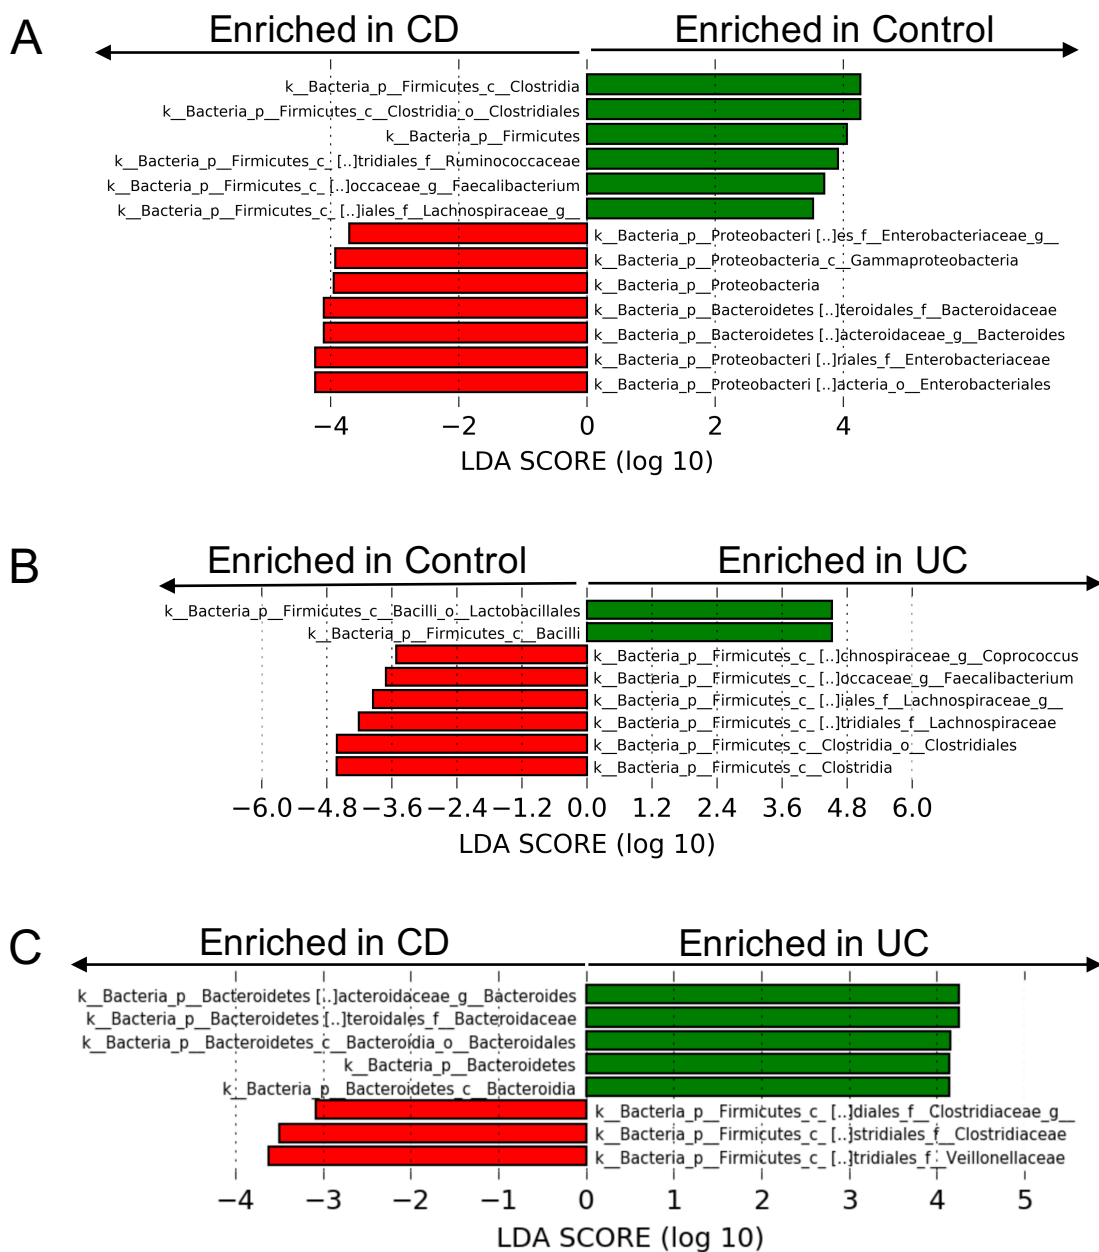 A
Enriched in CD
Enriched in Control
k__Bacteria_p__Firmicutes_c__Clostridia
k__Bacteria_p__Firmicutes_c__Clostridia_o__Clostridiales
k__Bacteria_p__Firmicutes
k__Bacteria_p__Firmicutes_c_ [..]tridiales_f__Ruminococcaceae
k__Bacteria_p__Firmicutes_c_ [..]occaceae_g__Faecalibacterium
k__Bacteria_p__Firmicutes_c_ [..]iales_f__Lachnospiraceae_g__
k__Bacteria_p__Proteobacteri [..]es_f__Enterobacteriaceae_g__
k__Bacteria_p__Proteobacteria_c__Gammaproteobacteria
k__Bacteria_p__Proteobacteria
k__Bacteria_p__Bacteroidetes [..]teroidales_f__Bacteroidaceae
k__Bacteria_p__Bacteroidetes [..]acteroidaceae_g__Bacteroides
k__Bacteria_p__Proteobacteri [..]riales_f__Enterobacteriaceae
k__Bacteria_p__Proteobacteri [..]acteria_o__Enterobacteriales
−4 −2 0 2 4
LDA SCORE (log 10)
B
Enriched in Control
Enriched in UC
k__Bacteria_p__Firmicutes_c__Bacilli_o__Lactobacillales
k__Bacteria_p__Firmicutes_c__Bacilli
k__Bacteria_p__Firmicutes_c_ [..]chnospiraceae_g__Coprococcus
k__Bacteria_p__Firmicutes_c_ [..]occaceae_g__Faecalibacterium
k__Bacteria_p__Firmicutes_c_ [..]iales_f__Lachnospiraceae_g__
k__Bacteria_p__Firmicutes_c_ [..]tridiales_f__Lachnospiraceae
k__Bacteria_p__Firmicutes_c__Clostridia_o__Clostridiales
k__Bacteria_p__Firmicutes_c__Clostridia
−6.0 −4.8 −3.6 −2.4 −1.2 0.0 1.2 2.4 3.6 4.8 6.0
LDA SCORE (log 10)
C
Enriched in CD
Enriched in UC
k__Bacteria_p__Bacteroidetes [..]acteroidaceae_g__Bacteroides
k__Bacteria_p__Bacteroidetes [..]teroidales_f__Bacteroidaceae
k__Bacteria_p__Bacteroidetes_c__Bacteroidia_o__Bacteroidales
k__Bacteria_p__Bacteroidetes
k__Bacteria_p__Bacteroidetes_c__Bacteroidia
k__Bacteria_p__Firmicutes_c_ [..]diales_f__Clostridiaceae_g__
k__Bacteria_p__Firmicutes_c_ [..]stridiales_f__Clostridiaceae
k__Bacteria_p__Firmicutes_c_ [..]tridiales_f__Veillonellaceae
−4 −3 −2 −1 0 1 2 3 4 5
LDA SCORE (log 10)